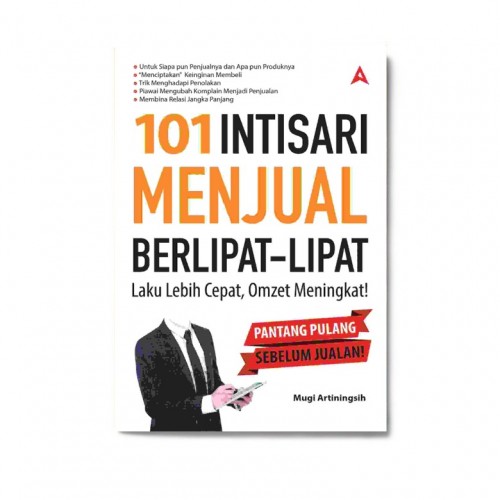 Untuk Siapa pun Penjualnya dan Apa pun Produknya
"Menciptakan" Keinginan Membeli
Trik Menghadapi Penolakan
Piawai Mengubah Komplain Menjadi Penjualan
Membina Relasi Jangka Panjang
101 INTISARI
MENJUAL
BERLIPAT-LIPAT
Laku Lebih Cepat, Omzet Meningkat!
PANTANG PULANG
SEBELUM JUALAN!
Mugi Artiningsih